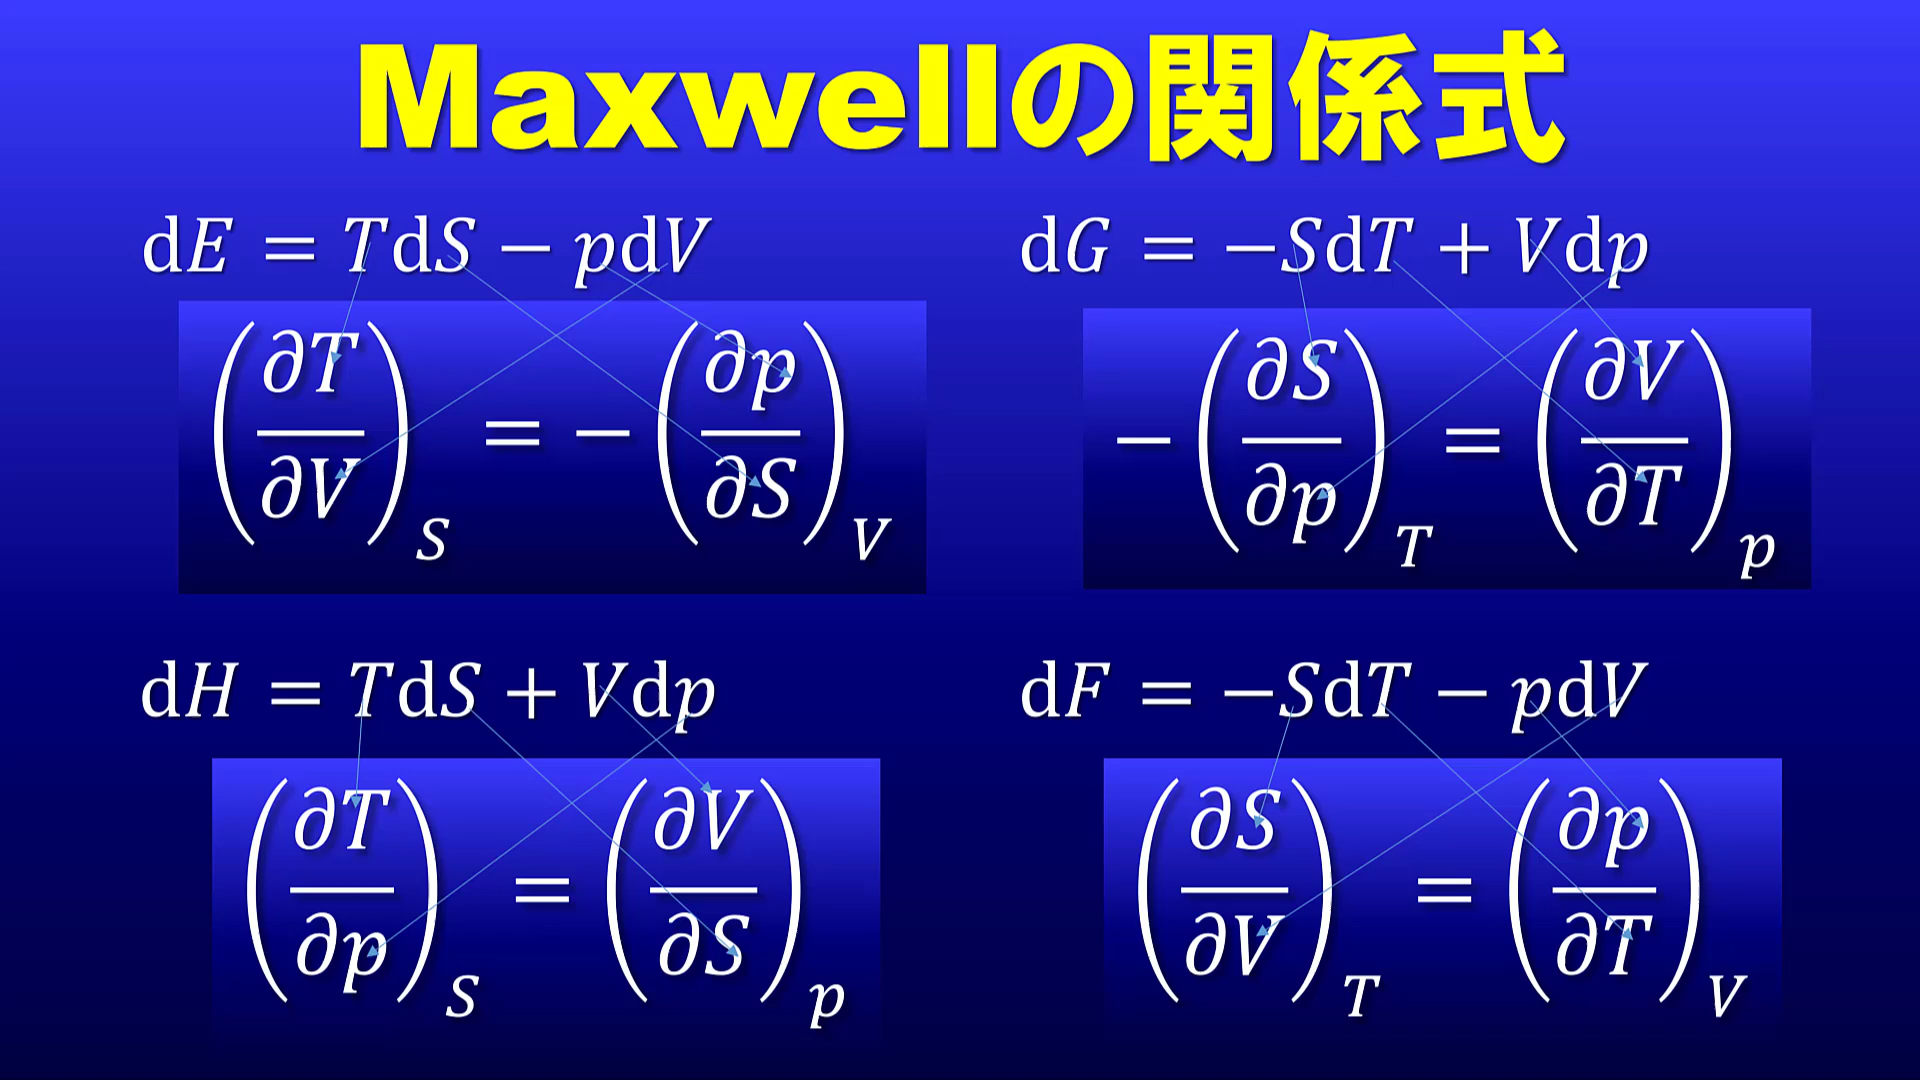 Maxwellの関係式
dE = TdS − pdV
(∂T/∂V)_S = −(∂p/∂S)_V
dG = −SdT + Vdp
−(∂S/∂p)_T = (∂V/∂T)_p
dH = TdS + Vdp
(∂T/∂p)_S = (∂V/∂S)_p
dF = −SdT − pdV
(∂S/∂V)_T = (∂p/∂T)_V